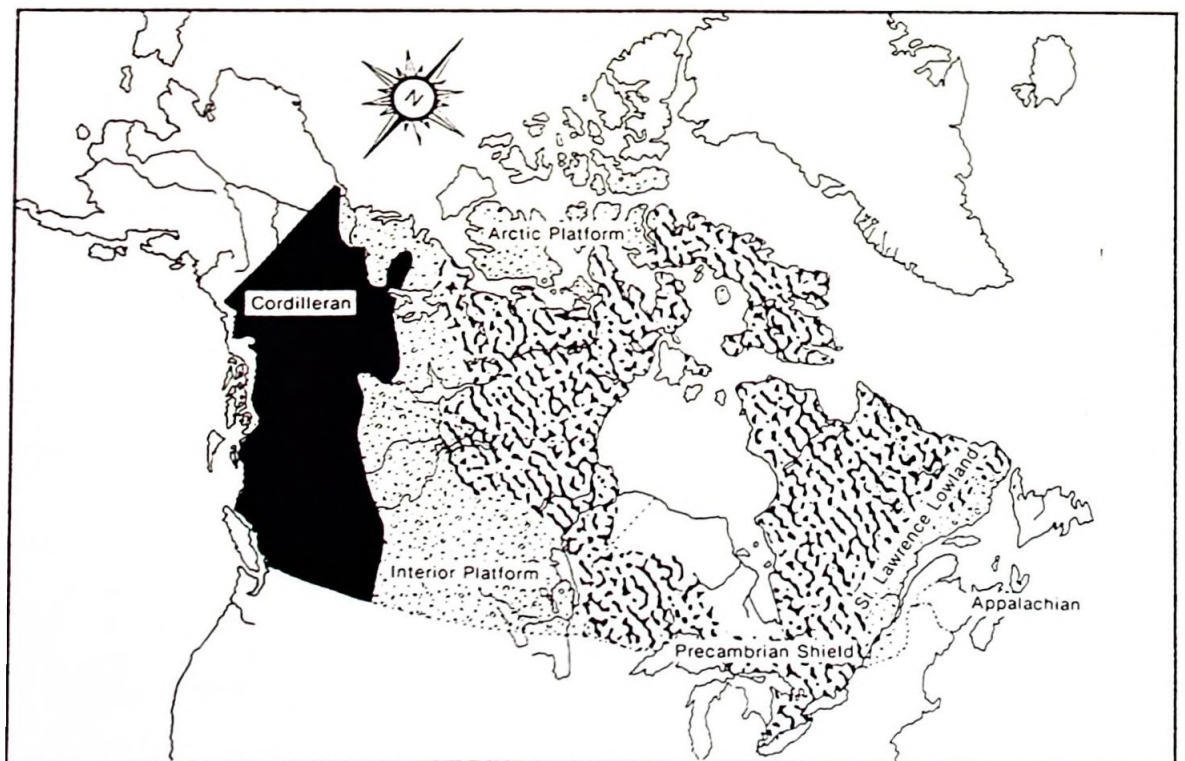 N
Arctic Platform
Cordilleran
St. Lawrence Lowland
Interior Platform
Appalachian
Precambrian Shield